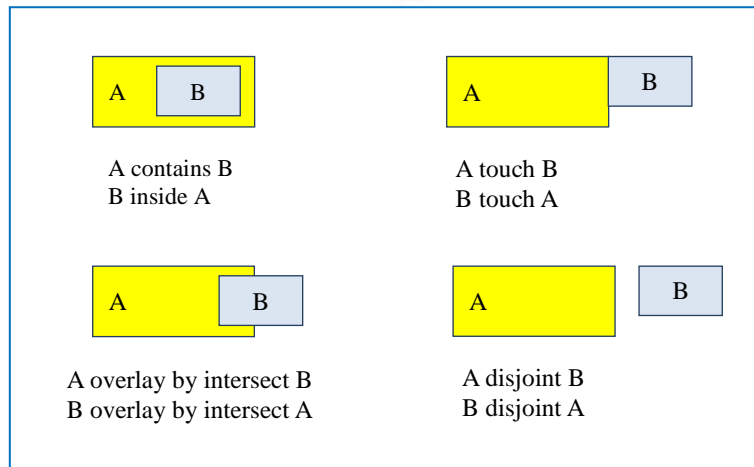 A B
A contains B
B inside A
A B
A touch B
B touch A
A B
A overlay by intersect B
B overlay by intersect A
A B
A disjoint B
B disjoint A